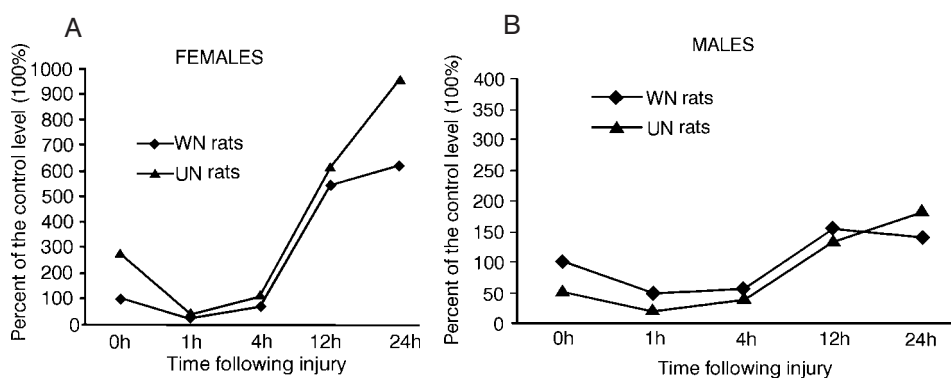 A
FEMALES
Percent of the control level (100%)
1000
900
800
700
600
500
400
300
200
100
0
WN rats
UN rats
0h 1h 4h 12h 24h
Time following injury
B
MALES
Percent of the control level (100%)
400
350
300
250
200
150
100
50
0
WN rats
UN rats
0h 1h 4h 12h 24h
Time following injury